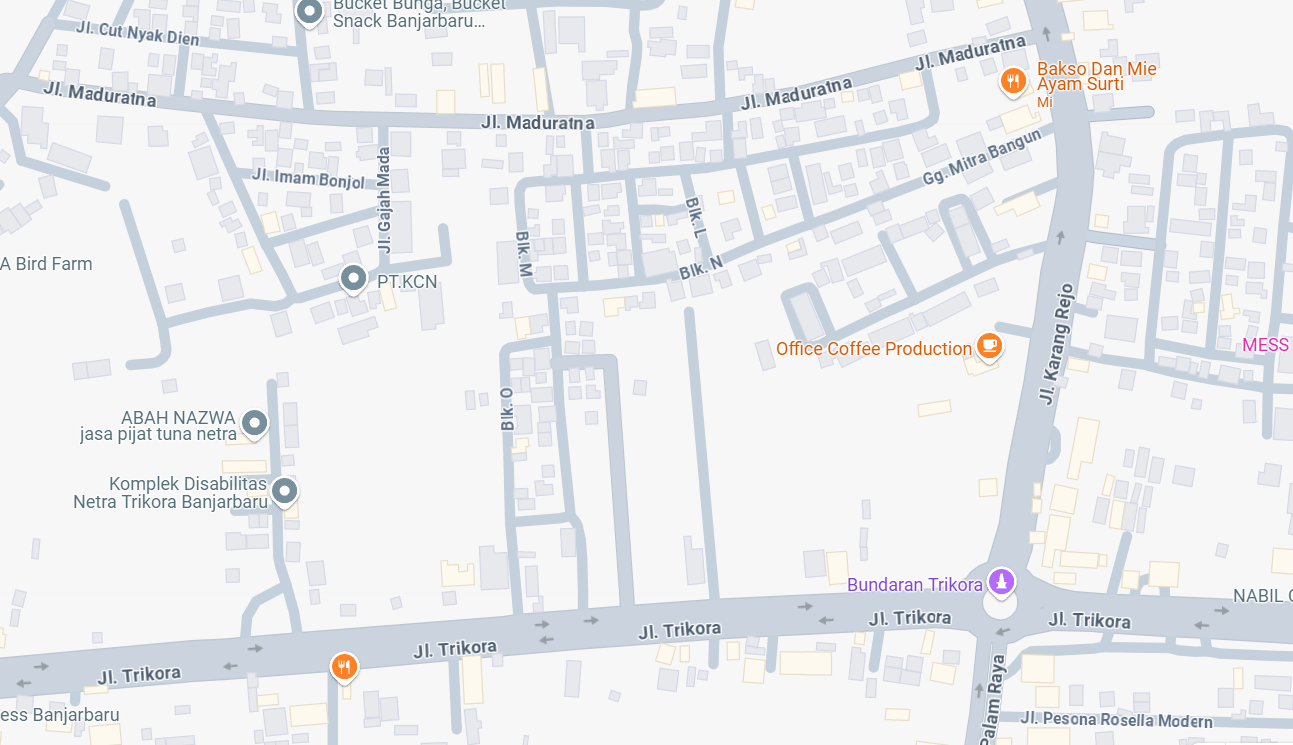 Bucket Bunga, Bucket
Snack Banjarbaru...
Jl. Cut Nyak Dien
Jl. Maduratna
Jl. Maduratna
Jl. Maduratna
Jl. Maduratna
Bakso Dan Mie
Ayam Surti
Mi
Jl. Imam Bonjol
Jl. Gajah Mada
Gg. Mitra Bangun
Blk. L
Blk. M
Blk. N
A Bird Farm
PT.KCN
Jl. Karang Rejo
Office Coffee Production
MESS
Blk. O
ABAH NAZWA
jasa pijat tuna netra
Komplek Disabilitas
Netra Trikora Banjarbaru
Bundaran Trikora
NABIL
Jl. Trikora
Jl. Trikora
Jl. Trikora
Jl. Trikora
Jl. Trikora
Palam Raya
ess Banjarbaru
Jl. Pesona Rosella Modern